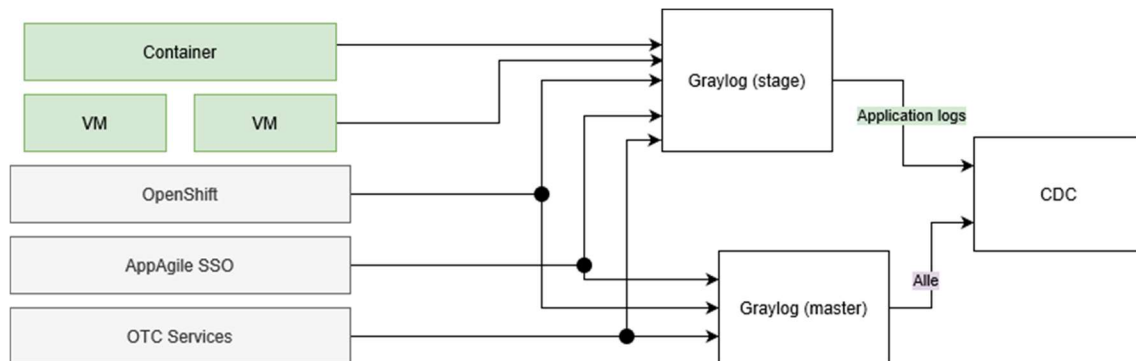 Container
VM
VM
OpenShift
AppAgile SSO
OTC Services
Graylog (stage)
Application logs
CDC
Graylog (master)
Alle